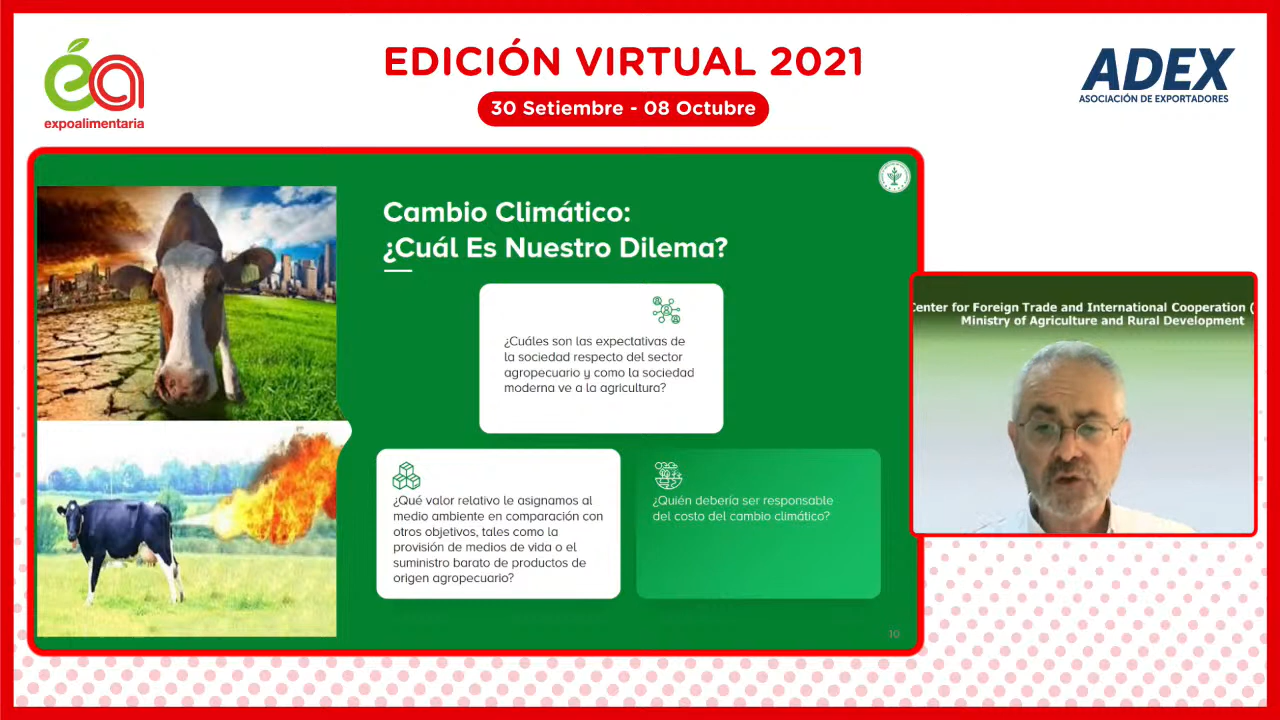 éa
expoalimentaria
EDICIÓN VIRTUAL 2021
30 Setiembre - 08 Octubre
ADEX
ASOCIACIÓN DE EXPORTADORES
Cambio Climático:
¿Cuál Es Nuestro Dilema?
¿Cuáles son las expectativas de
la sociedad respecto del sector
agropecuario y como la sociedad
moderna ve a la agricultura?
¿Qué valor relativo le asignamos al
medio ambiente en comparación con
otros objetivos, tales como la
provisión de medios de vida o el
suministro barato de productos de
origen agropecuario?
¿Quién debería ser responsable
del costo del cambio climático?
10
Center for Foreign Trade and International Cooperation (
Ministry of Agriculture and Rural Development